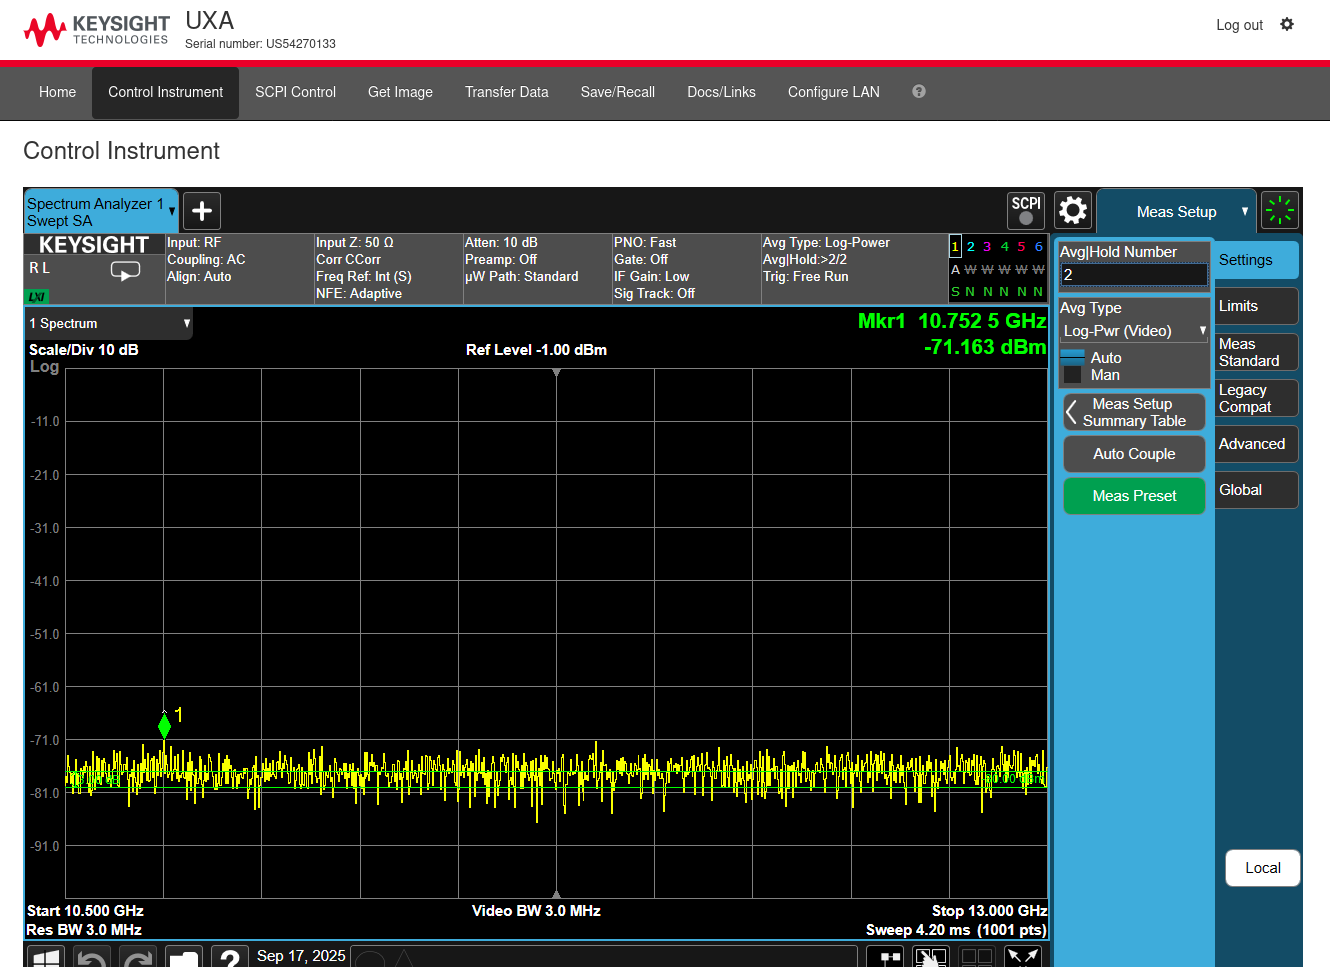 KEYSIGHT
TECHNOLOGIES
UXA
Serial number: US54270133
Log out
Home
Control Instrument
SCPI Control
Get Image
Transfer Data
Save/Recall
Docs/Links
Configure LAN
?
Control Instrument
Spectrum Analyzer 1
Swept SA
+
SCPI
Meas Setup
KEYSIGHT
R L
LXI
Input: RF
Coupling: AC
Align: Auto
Input Z: 50 Ω
Corr CCorr
Freq Ref: Int (S)
NFE: Adaptive
Atten: 10 dB
Preamp: Off
µW Path: Standard
PNO: Fast
Gate: Off
IF Gain: Low
Sig Track: Off
Avg Type: Log-Power
Avg|Hold:>2/2
Trig: Free Run
1 2 3 4 5 6
A W W W W W
S N N N N N
Avg|Hold Number
2
Avg Type
Log-Pwr (Video)
Auto
Man
Meas Setup
Summary Table
Auto Couple
Meas Preset
Settings
Limits
Meas
Standard
Legacy
Compat
Advanced
Global
Local
1 Spectrum
Scale/Div 10 dB
Log
Ref Level -1.00 dBm
Mkr1 10.752 5 GHz
-71.163 dBm
-11.0
-21.0
-31.0
-41.0
-51.0
-61.0
-71.0
-81.0
-91.0
1
Start 10.500 GHz
Res BW 3.0 MHz
Video BW 3.0 MHz
Stop 13.000 GHz
Sweep 4.20 ms (1001 pts)
?
Sep 17, 2025